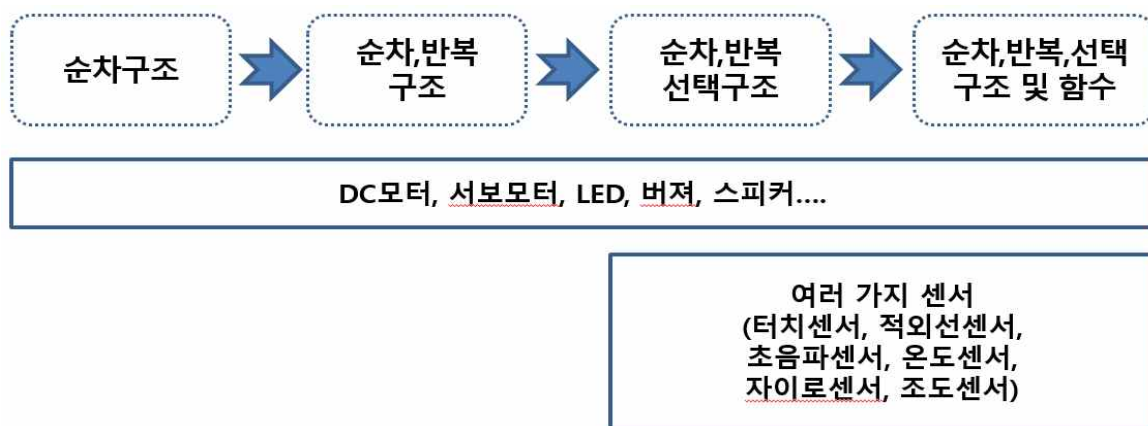 순차구조
순차,반복
구조
순차,반복
선택구조
순차,반복,선택
구조 및 함수
DC모터, 서보모터, LED, 버져, 스피커....
여러 가지 센서
(터치센서, 적외선센서,
초음파센서, 온도센서,
자이로센서, 조도센서)